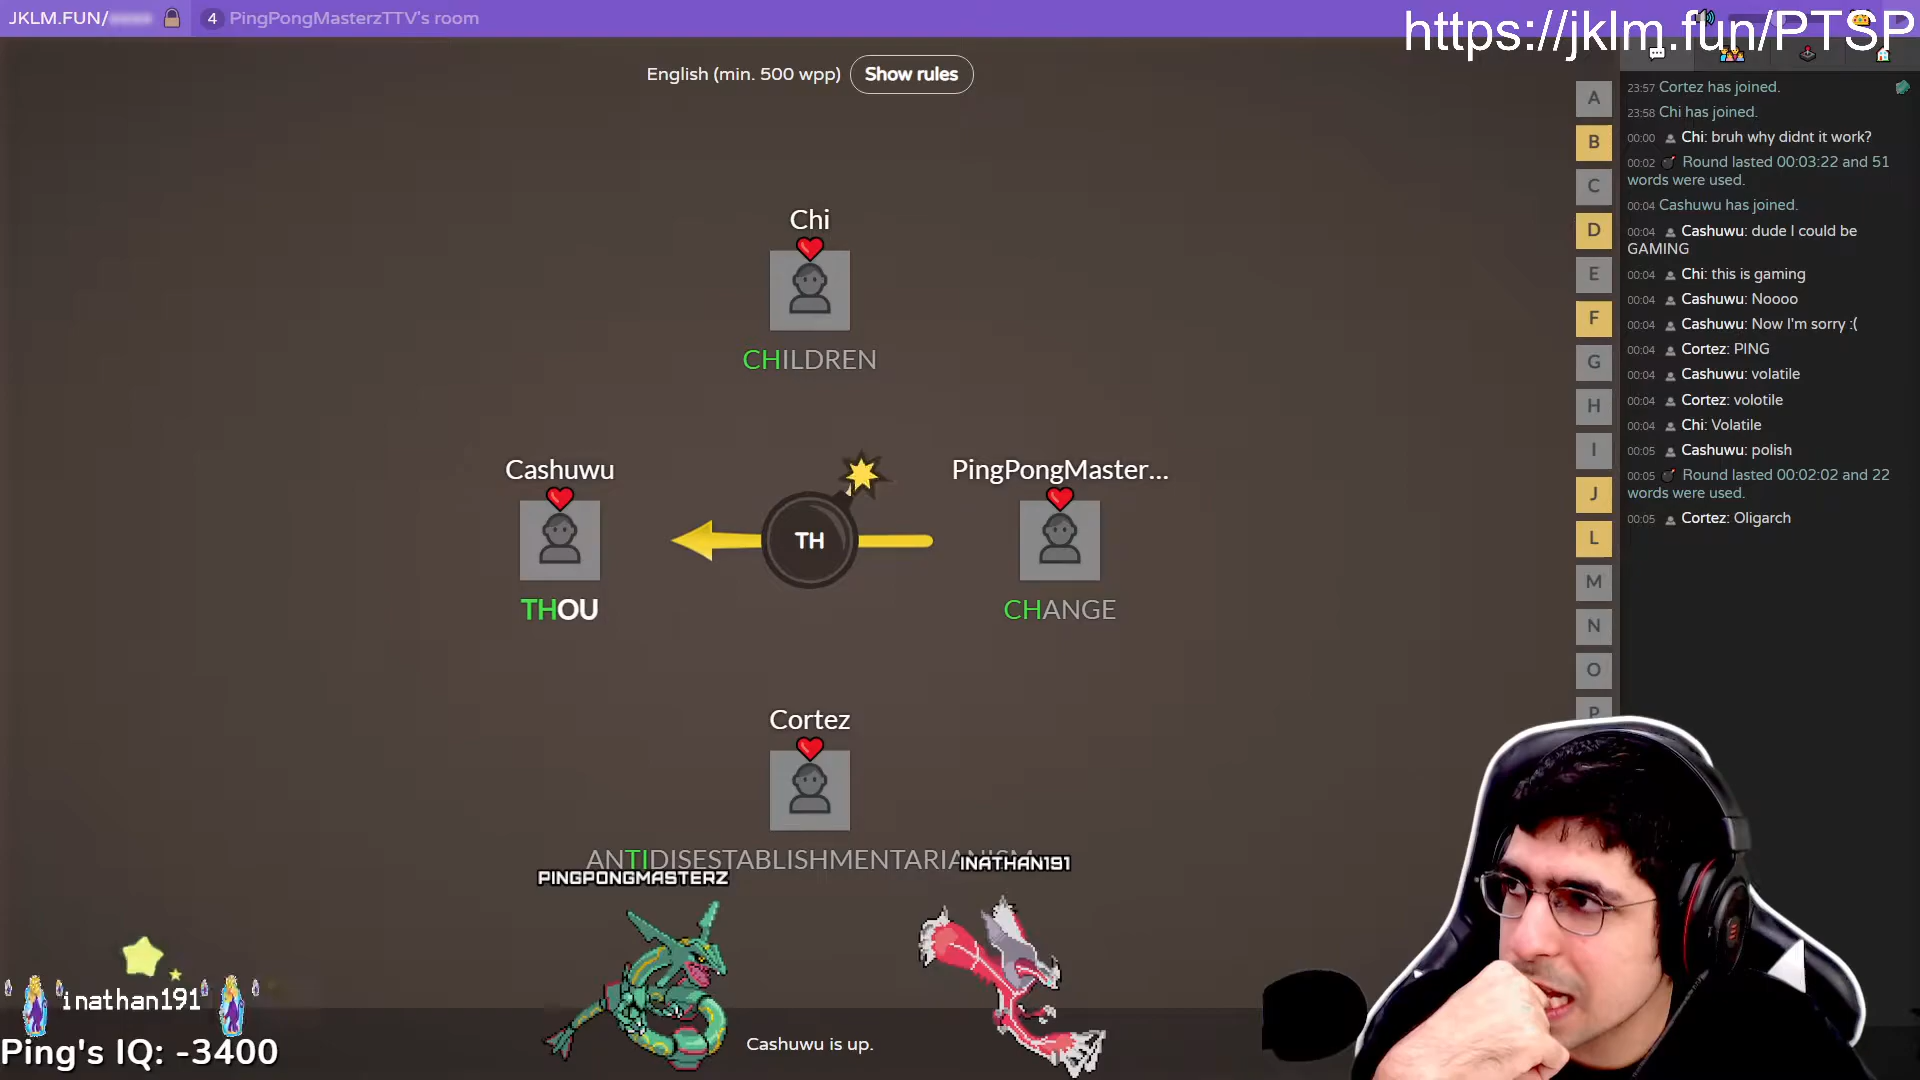 JKLM.FUN/
4 PingPongMasterzTTV's room
https://jklm.fun/PTSP
English (min. 500 wpp) Show rules
Chi
CHILDREN
Cashuwu
THOU
TH
PingPongMaster...
CHANGE
Cortez
ANTIDISESTABLISHMENTARIANISM
PINGPONGMASTERZ
INATHAN191
inathan191
Ping's IQ: -3400
Cashuwu is up.
A
B
C
D
E
F
G
H
I
J
L
M
N
O
P
23:57 Cortez has joined.
23:58 Chi has joined.
00:00 Chi: bruh why didnt it work?
00:02 Round lasted 00:03:22 and 51
words were used.
00:04 Cashuwu has joined.
00:04 Cashuwu: dude I could be
GAMING
00:04 Chi: this is gaming
00:04 Cashuwu: Noooo
00:04 Cashuwu: Now I'm sorry :(
00:04 Cortez: PING
00:04 Cashuwu: volatile
00:04 Cortez: volotile
00:04 Chi: Volatile
00:05 Cashuwu: polish
00:05 Round lasted 00:02:02 and 22
words were used.
00:05 Cortez: Oligarch